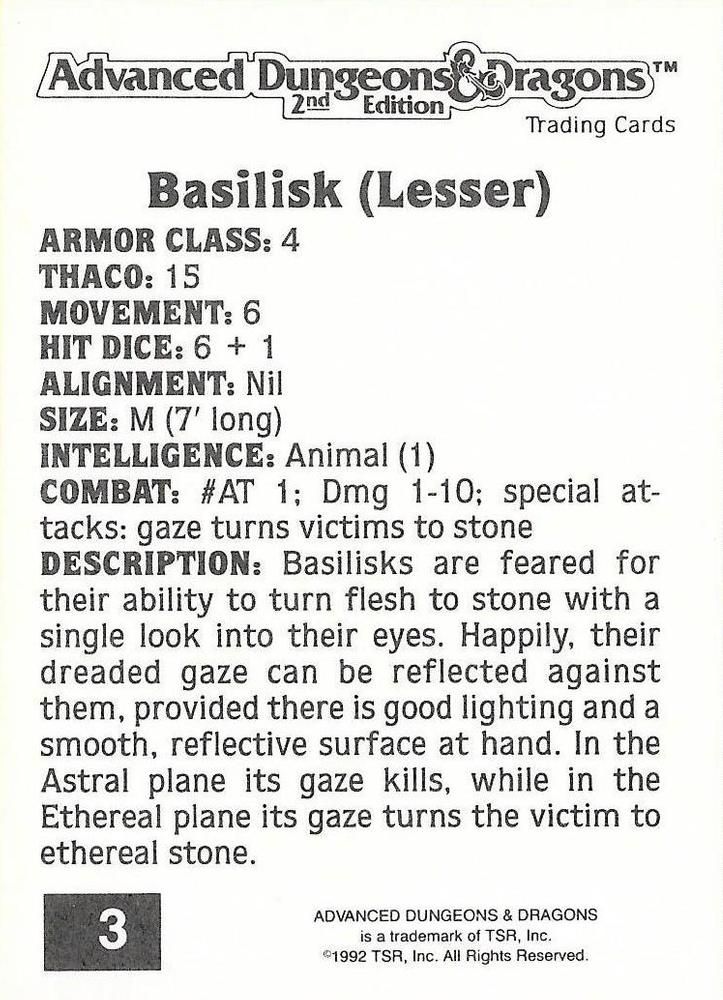 Advanced Dungeons & Dragons™
2nd Edition
Trading Cards
Basilisk (Lesser)
ARMOR CLASS: 4
THACO: 15
MOVEMENT: 6
HIT DICE: 6 + 1
ALIGNMENT: Nil
SIZE: M (7' long)
INTELLIGENCE: Animal (1)
COMBAT: #AT 1; Dmg 1-10; special at-
tacks: gaze turns victims to stone
DESCRIPTION: Basilisks are feared for
their ability to turn flesh to stone with a
single look into their eyes. Happily, their
dreaded gaze can be reflected against
them, provided there is good lighting and a
smooth, reflective surface at hand. In the
Astral plane its gaze kills, while in the
Ethereal plane its gaze turns the victim to
ethereal stone.
3
ADVANCED DUNGEONS & DRAGONS
is a trademark of TSR, Inc.
©1992 TSR, Inc. All Rights Reserved.